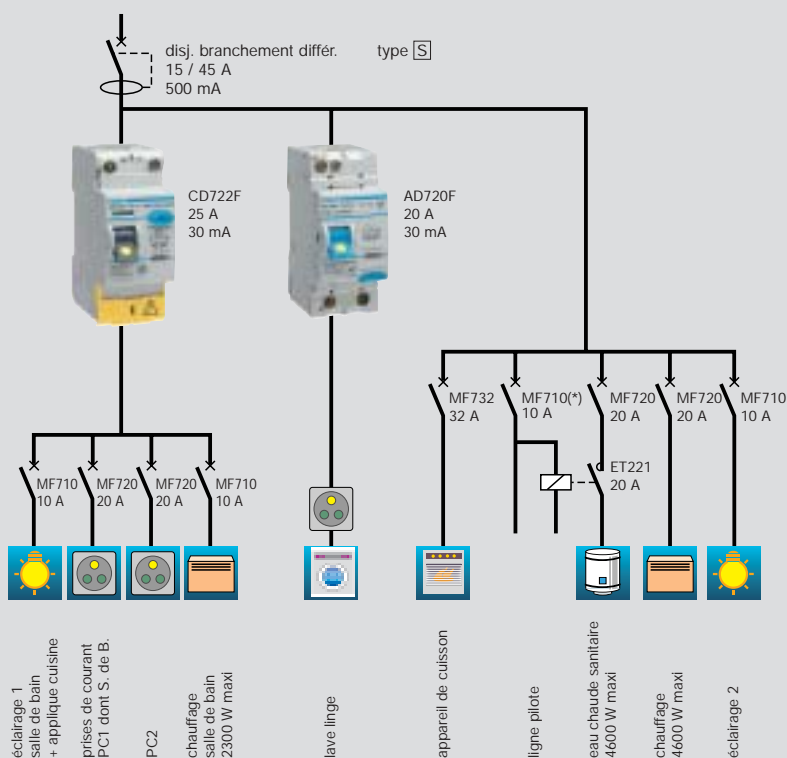 disj. branchement différ. type S
15 / 45 A
500 mA
CD722F
25 A
30 mA
AD720F
20 A
30 mA
MF732
32 A
MF710(*)
10 A
MF720
20 A
MF720
20 A
MF710
10 A
ET221
20 A
MF710
10 A
MF720
20 A
MF720
20 A
MF710
10 A
éclairage 1
salle de bain
+ applique cuisine
prises de courant
PC1 dont S. de B.
PC2
chauffage
salle de bain
2300 W maxi
lave linge
appareil de cuisson
ligne pilote
eau chaude sanitaire
4600 W maxi
chauffage
4600 W maxi
éclairage 2